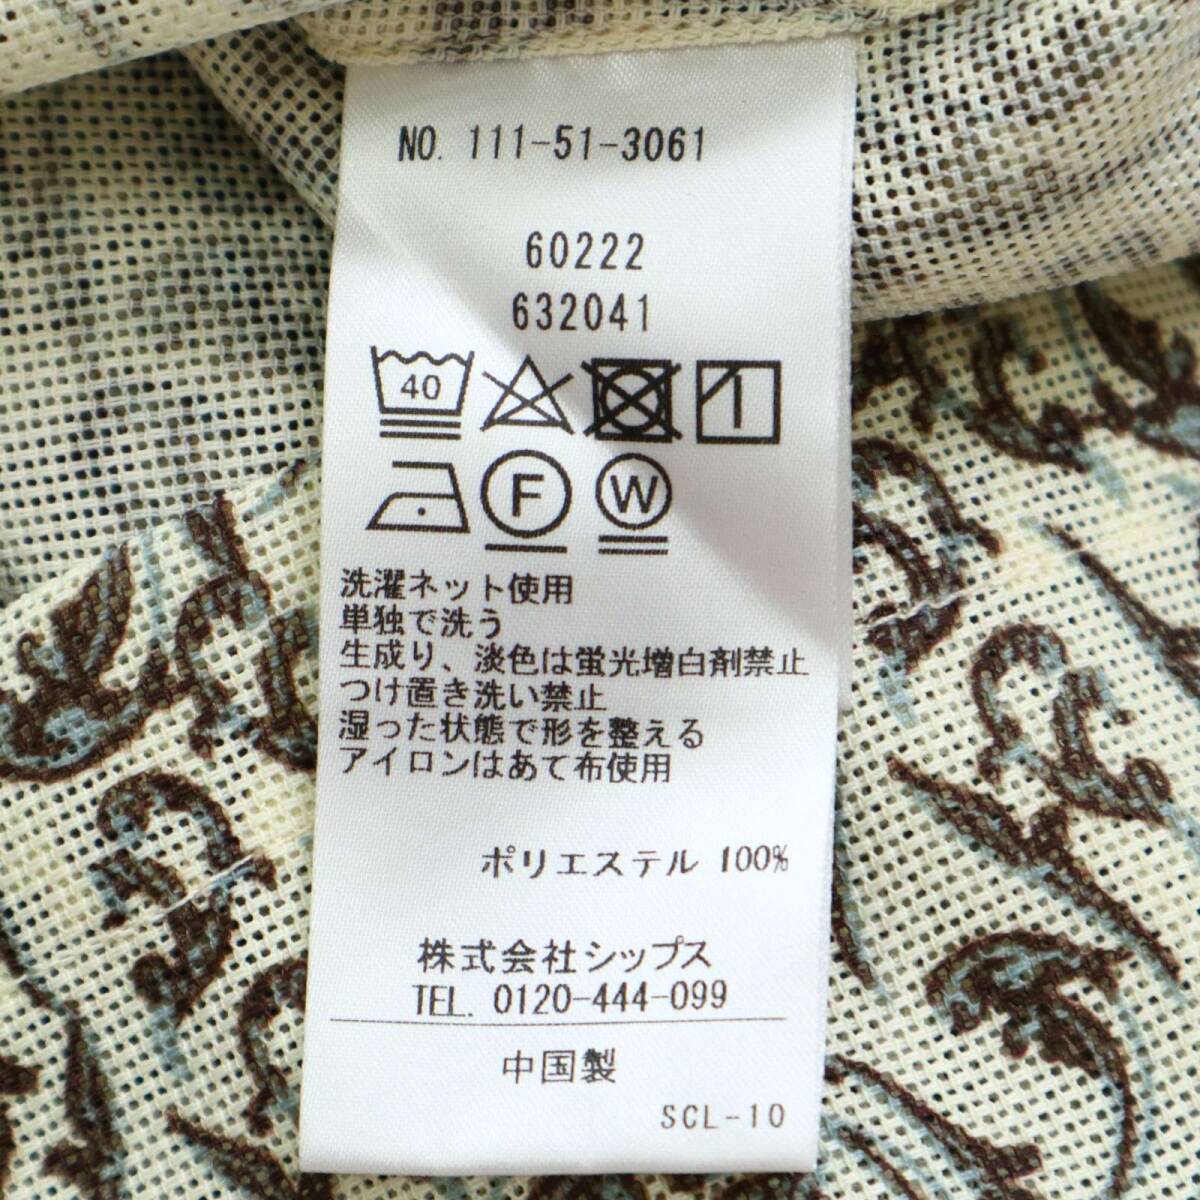 NO. 111-51-3061
60222
632041
40
F W
洗濯ネット使用
単独で洗う
生成り、淡色は蛍光増白剤禁止
つけ置き洗い禁止
湿った状態で形を整える
アイロンはあて布使用
ポリエステル 100%
株式会社シップス
TEL. 0120-444-099
中国製
SCL-10